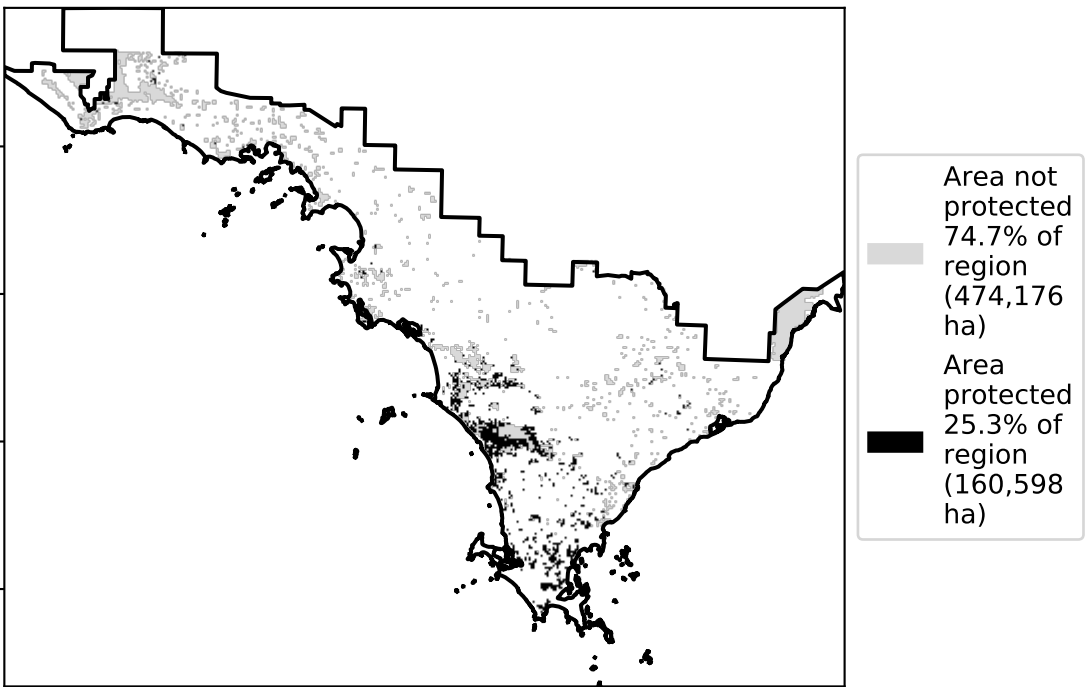 Area not
protected
74.7% of
region
(474,176
ha)
Area
protected
25.3% of
region
(160,598
ha)